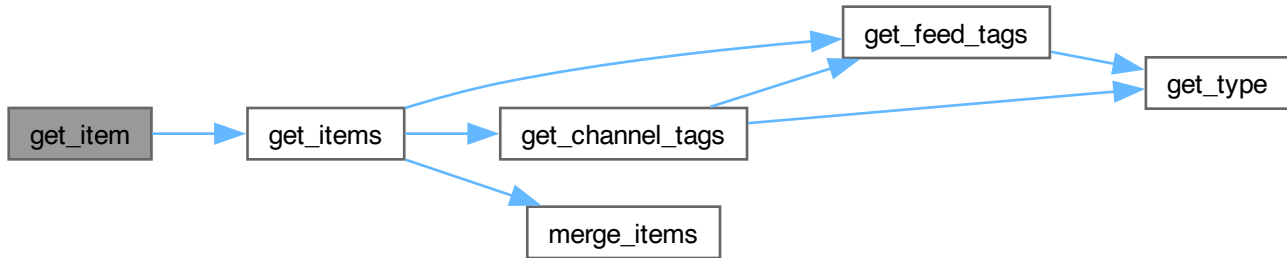 get_item
get_items
get_feed_tags
get_channel_tags
get_type
merge_items